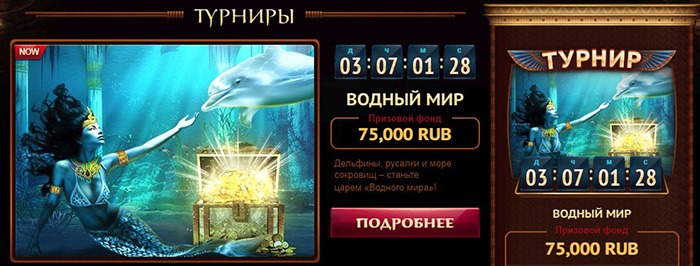 ТУРНИРЫ
NOW
Д Ч М С
03 07 01 28
ВОДНЫЙ МИР
Призовой фонд
75,000 RUB
Дельфины, русалки и море
сокровищ – станьте
царем «Водного мира»!
ПОДРОБНЕЕ
ТУРНИР
Д Ч М С
03 07 01 28
ВОДНЫЙ МИР
Призовой фонд
75,000 RUB